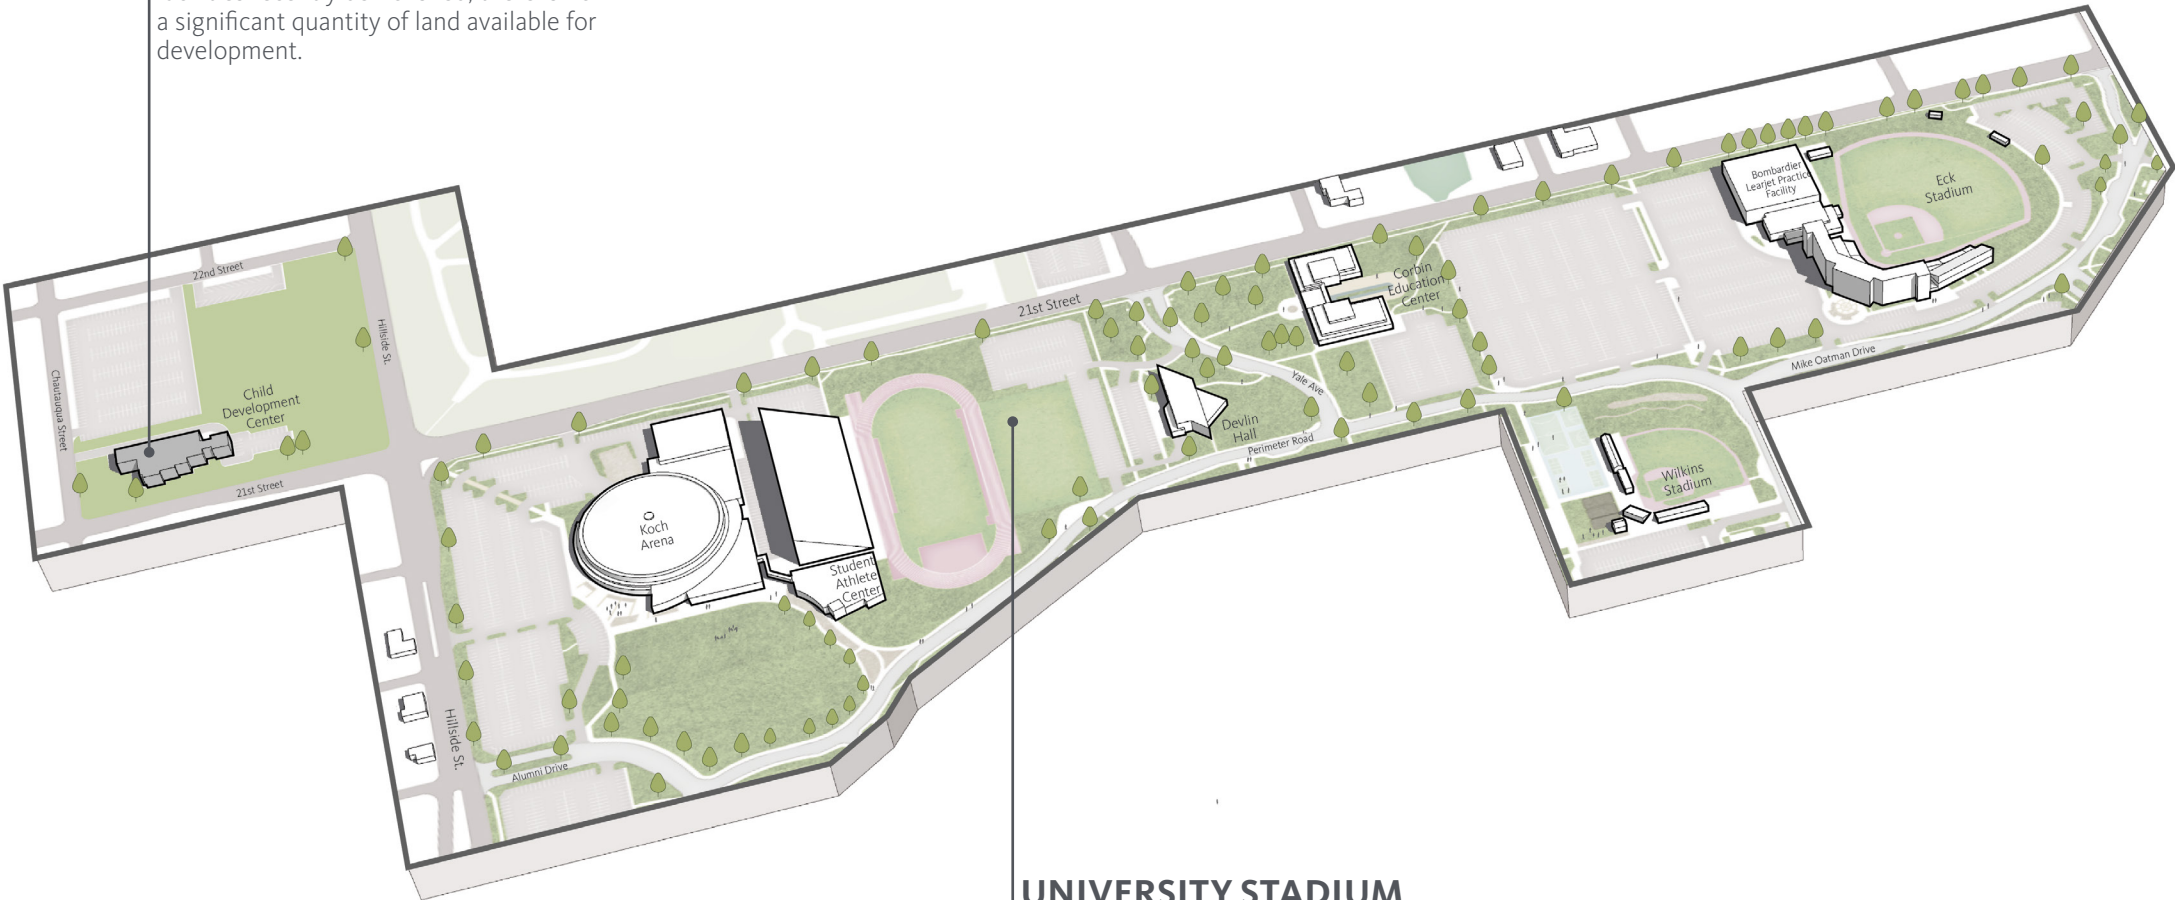 a significant quantity of land available for
development.
22nd Street
Hillside St.
Chautauqua Street
Child
Development
Center
21st Street
21st Street
Koch
Arena
Student
Athlete
Center
Hillside St.
Alumni Drive
Devlin
Hall
Yale Ave
Perimeter Road
Corbin
Education
Center
Bombardier
Learjet Practice
Facility
Eck
Stadium
Mike Oatman Drive
Wilkins
Stadium
UNIVERSITY STADIUM